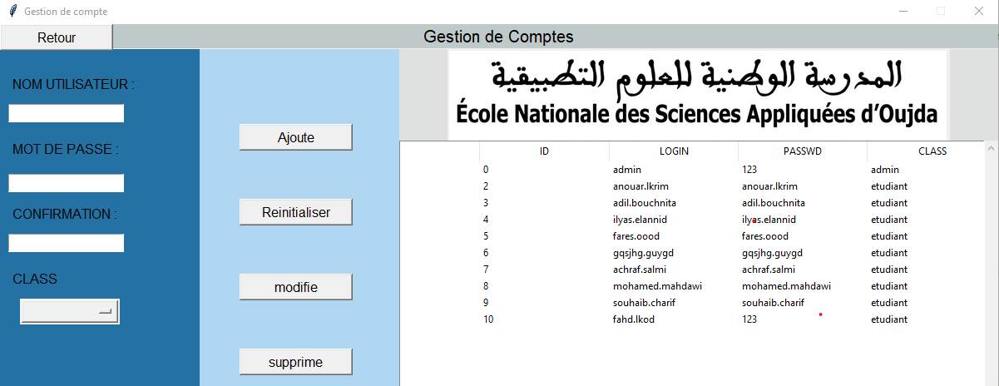 Gestion de compte
Retour
Gestion de Comptes
NOM UTILISATEUR :
MOT DE PASSE :
CONFIRMATION :
CLASS
Ajoute
Reinitialiser
modifie
supprime
المدرسة الوطنية للعلوم التطبيقية
École Nationale des Sciences Appliquées d'Oujda
ID LOGIN PASSWD CLASS
0 admin 123 admin
2 anouar.lkrim anouar.lkrim etudiant
3 adil.bouchnita adil.bouchnita etudiant
4 ilyas.elannid ilyas.elannid etudiant
5 fares.oood fares.oood etudiant
6 gqsjhg.guygd gqsjhg.guygd etudiant
7 achraf.salmi achraf.salmi etudiant
8 mohamed.mahdawi mohamed.mahdawi etudiant
9 souhaib.charif souhaib.charif etudiant
10 fahd.lkod 123 etudiant